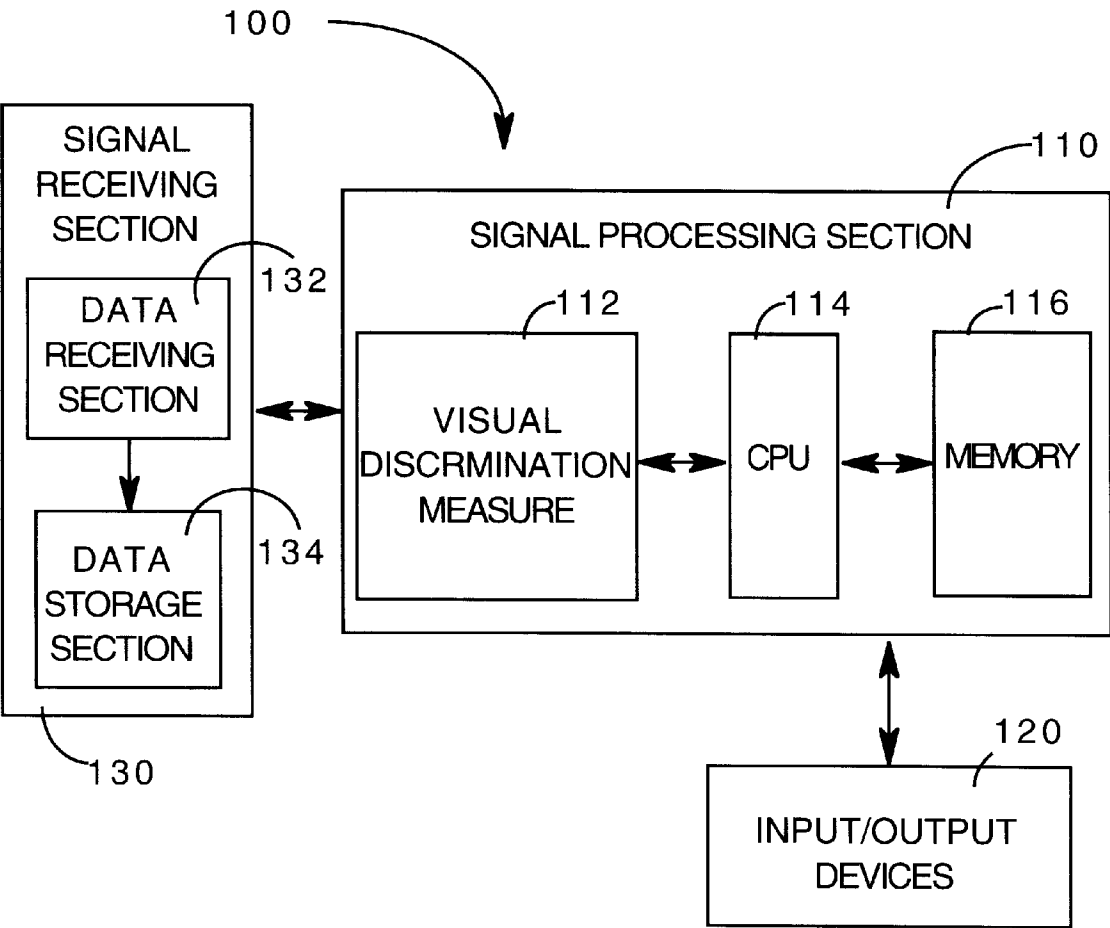 100
SIGNAL
RECEIVING
SECTION
132
DATA
RECEIVING
SECTION
134
DATA
STORAGE
SECTION
130
110
SIGNAL PROCESSING SECTION
112
VISUAL
DISCRMINATION
MEASURE
114
CPU
116
MEMORY
120
INPUT/OUTPUT
DEVICES